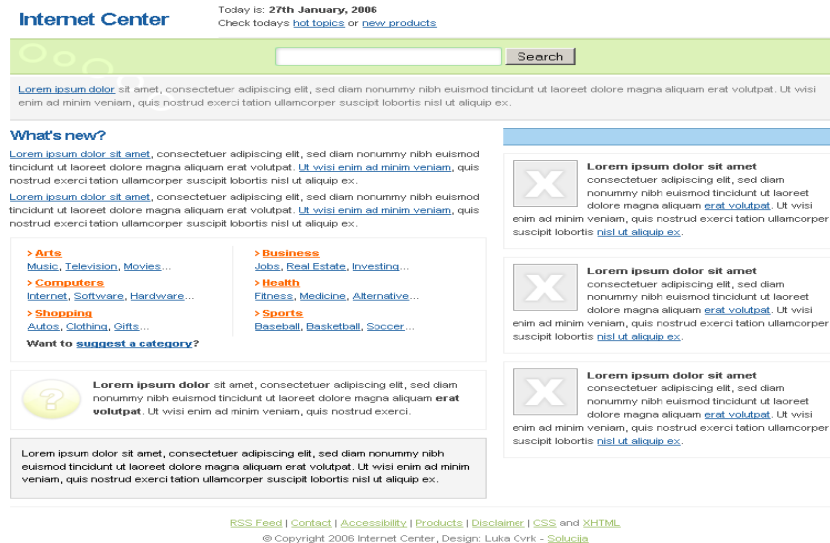 Internet Center
Today is: 27th January, 2006
Check todays hot topics or new products
Search
Lorem ipsum dolor sit amet, consectetuer adipiscing elit, sed diam nonummy nibh euismod tincidunt ut laoreet dolore magna aliquam erat volutpat. Ut wisi
enim ad minim veniam, quis nostrud exerci tation ullamcorper suscipt lobortis nisl ut aliquip ex.
What's new?
Lorem ipsum dolor sit amet, consectetuer adipiscing elit, sed diam nonummy nibh euismod
tincidunt ut laoreet dolore magna aliquam erat volutpat. Ut wisi enim ad minim veniam, quis
nostrud exerci tation ullamcorper suscipit lobortis nisl ut aliquip ex.
Lorem ipsum dolor sit amet, consectetuer adipiscing elit, sed diam nonummy nibh euismod
tincidunt ut laoreet dolore magna aliquam erat volutpat. Ut wisi enim ad minim veniam, quis
nostrud exerci tation ullamcorper suscipit lobortis nisl ut aliquip ex.
> Arts
Music, Television, Movies...
> Computers
Internet, Software, Hardware...
> Shopping
Autos, Clothing, Gifts...
> Business
Jobs, Real Estate, Investing...
> Health
Fitness, Medicine, Alternative...
> Sports
Baseball, Basketball, Soccer...
Want to suggest a category?
?
Lorem ipsum dolor sit amet, consectetuer adipiscing elit, sed diam
nonummy nibh euismod tincidunt ut laoreet dolore magna aliquam erat
volutpat. Ut wisi enim ad minim veniam, quis nostrud exerci.
Lorem ipsum dolor sit amet, consectetuer adipiscing elit, sed diam nonummy nibh
euismod tincidunt ut laoreet dolore magna aliquam erat volutpat. Ut wisi enim ad minim
veniam, quis nostrud exerci tation ullamcorper suscipit lobortis nisl ut aliquip ex.
Lorem ipsum dolor sit amet
consectetuer adipiscing elit, sed diam
nonummy nibh euismod tincidunt ut laoreet
dolore magna aliquam erat volutpat. Ut wisi
enim ad minim veniam, quis nostrud exerci tation ullamcorper
suscipit lobortis nisl ut aliquip ex.
Lorem ipsum dolor sit amet
consectetuer adipiscing elit, sed diam
nonummy nibh euismod tincidunt ut laoreet
dolore magna aliquam erat volutpat. Ut wisi
enim ad minim veniam, quis nostrud exerci tation ullamcorper
suscipit lobortis nisl ut aliquip ex.
Lorem ipsum dolor sit amet
consectetuer adipiscing elit, sed diam
nonummy nibh euismod tincidunt ut laoreet
dolore magna aliquam erat volutpat. Ut wisi
enim ad minim veniam, quis nostrud exerci tation ullamcorper
suscipit lobortis nisl ut aliquip ex.
RSS Feed | Contact | Accessibility | Products | Disclaimer | CSS and XHTML
© Copyright 2006 Internet Center, Design: Luka Cvrk - Solucija